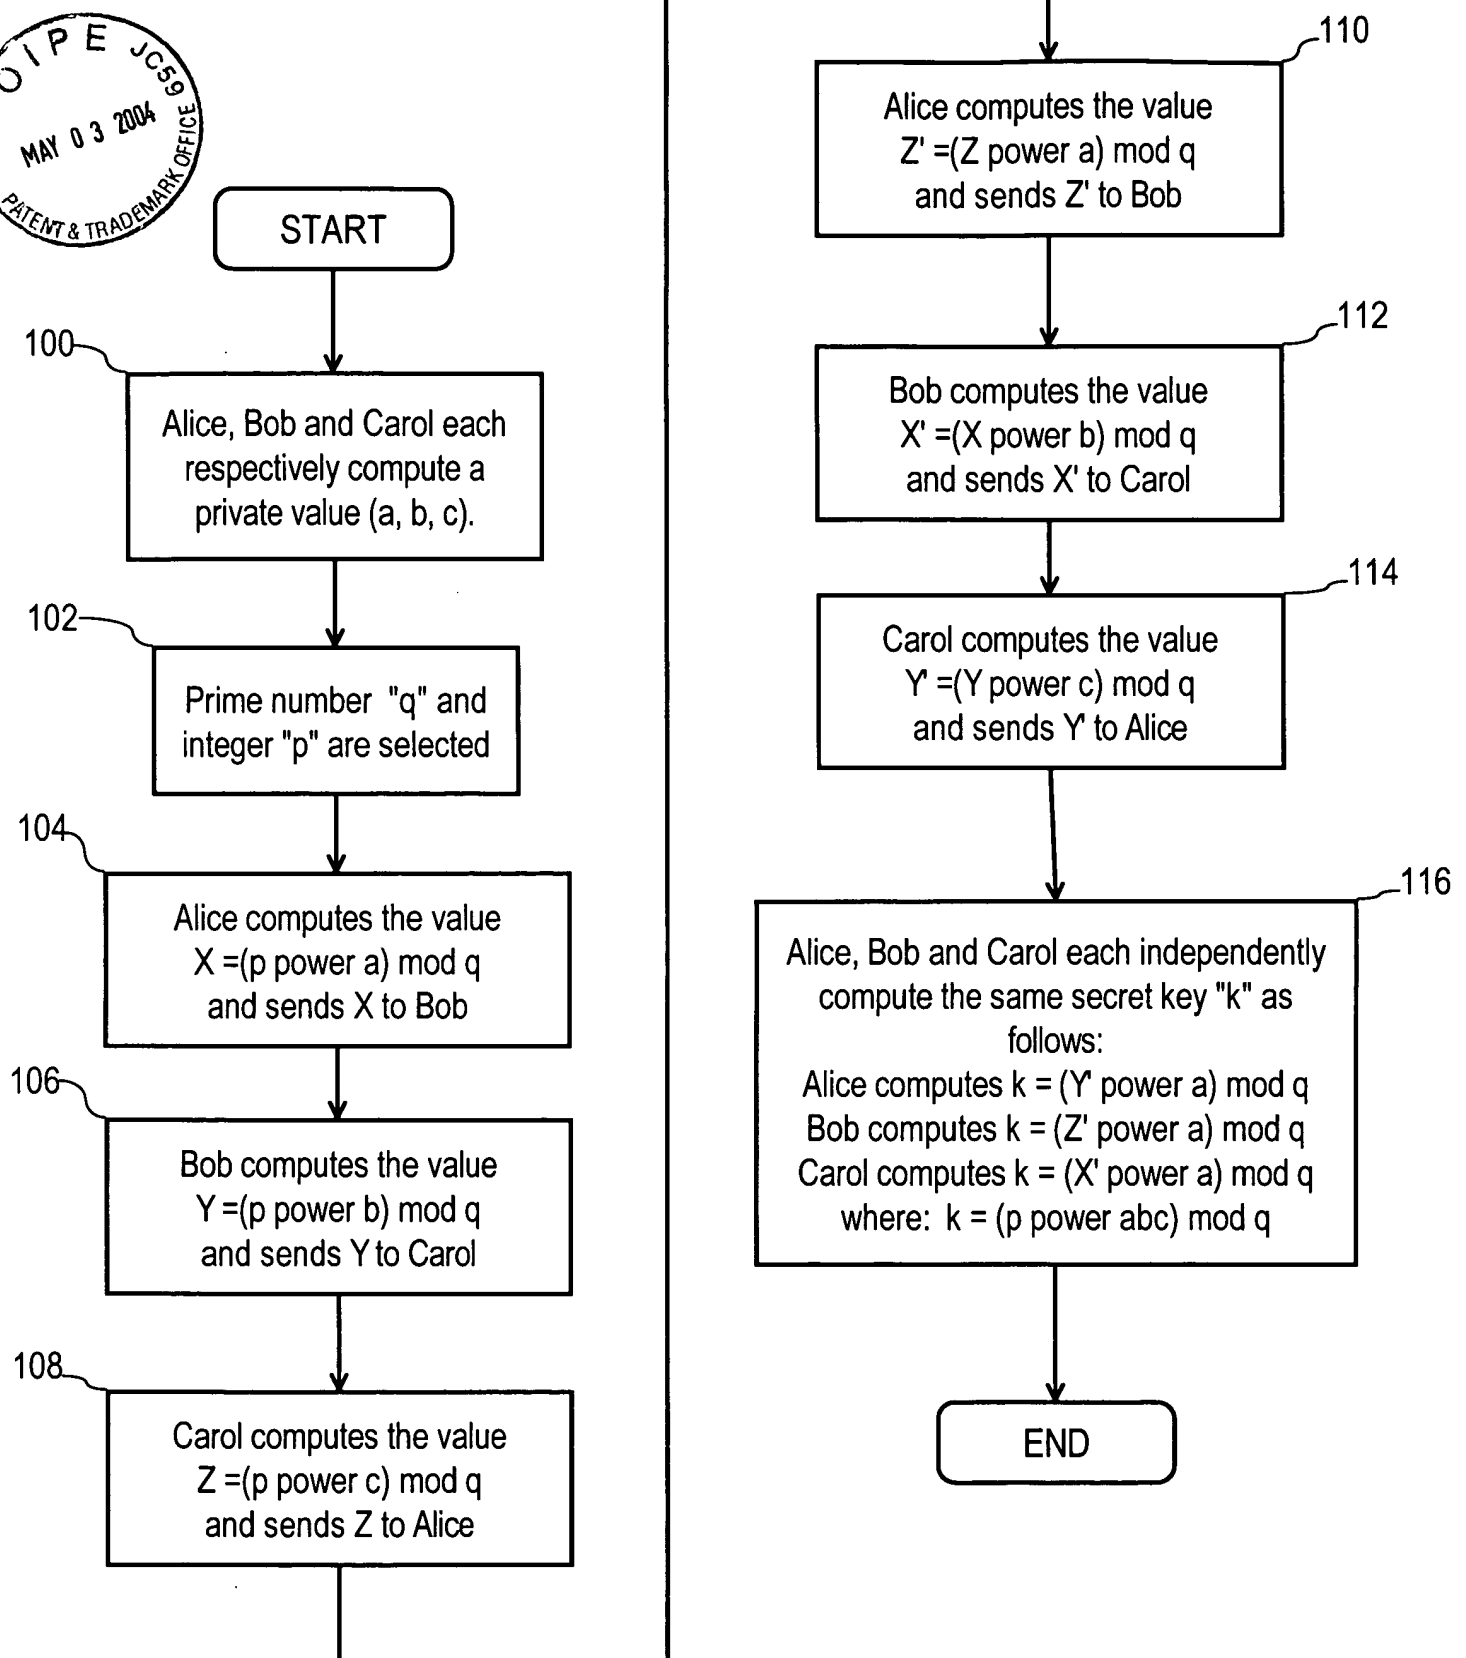 OIPE JC59
MAY 03 2004
PATENT & TRADEMARK OFFICE
START
100
Alice, Bob and Carol each
respectively compute a
private value (a, b, c).
102
Prime number "q" and
integer "p" are selected
104
Alice computes the value
X =(p power a) mod q
and sends X to Bob
106
Bob computes the value
Y =(p power b) mod q
and sends Y to Carol
108
Carol computes the value
Z =(p power c) mod q
and sends Z to Alice
110
Alice computes the value
Z' =(Z power a) mod q
and sends Z' to Bob
112
Bob computes the value
X' =(X power b) mod q
and sends X' to Carol
114
Carol computes the value
Y' =(Y power c) mod q
and sends Y' to Alice
116
Alice, Bob and Carol each independently
compute the same secret key "k" as
follows:
Alice computes k = (Y' power a) mod q
Bob computes k = (Z' power a) mod q
Carol computes k = (X' power a) mod q
where: k = (p power abc) mod q
END